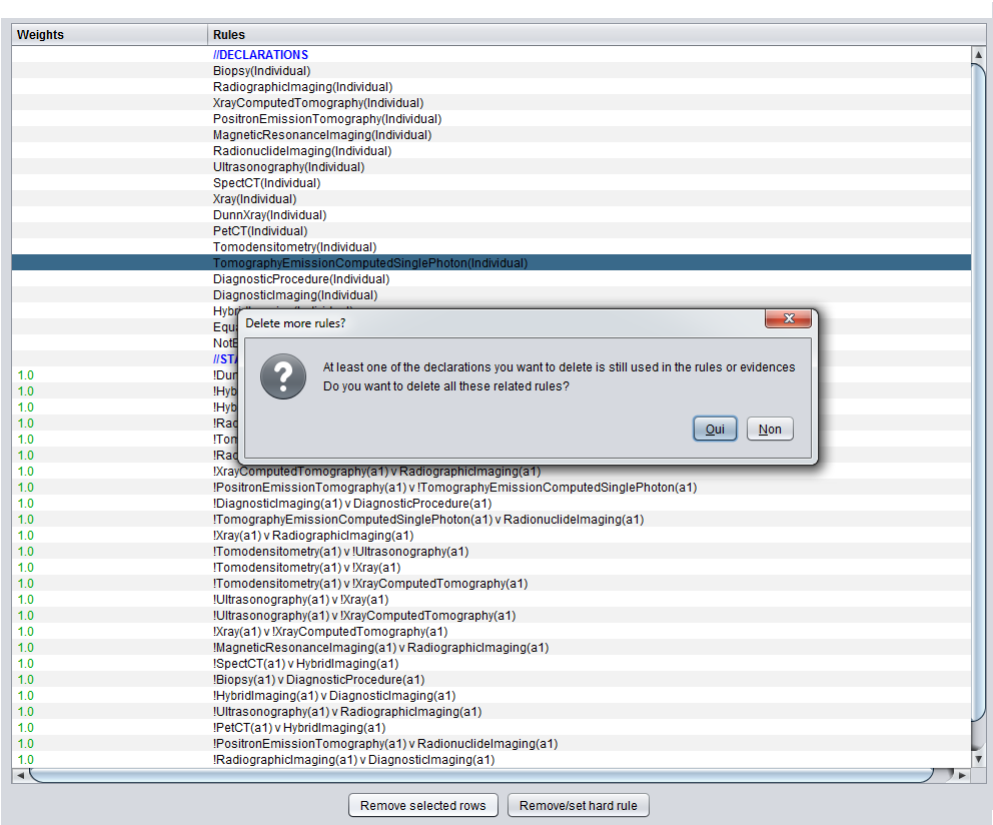 Weights Rules
//DECLARATIONS
Biopsy(Individual)
RadiographicImaging(Individual)
XrayComputedTomography(Individual)
PositronEmissionTomography(Individual)
MagneticResonanceImaging(Individual)
RadionuclideImaging(Individual)
Ultrasonography(Individual)
SpectCT(Individual)
Xray(Individual)
DunnXray(Individual)
PetCT(Individual)
Tomodensitometry(Individual)
TomographyEmissionComputedSinglePhoton(Individual)
DiagnosticProcedure(Individual)
DiagnosticImaging(Individual)
Hybr
Equa
NotE
//STA
Delete more rules?
At least one of the declarations you want to delete is still used in the rules or evidences
Do you want to delete all these related rules?
Oui Non
1.0 !Dun
1.0 !Hyb
1.0 !Hyb
1.0 !Rad
1.0 !Tom
1.0 !Rad
1.0 !XrayComputedTomography(a1) v RadiographicImaging(a1)
1.0 !PositronEmissionTomography(a1) v !TomographyEmissionComputedSinglePhoton(a1)
1.0 !DiagnosticImaging(a1) v DiagnosticProcedure(a1)
1.0 !TomographyEmissionComputedSinglePhoton(a1) v RadionuclideImaging(a1)
1.0 !Xray(a1) v RadiographicImaging(a1)
1.0 !Tomodensitometry(a1) v !Ultrasonography(a1)
1.0 !Tomodensitometry(a1) v !Xray(a1)
1.0 !Tomodensitometry(a1) v !XrayComputedTomography(a1)
1.0 !Ultrasonography(a1) v !Xray(a1)
1.0 !Ultrasonography(a1) v !XrayComputedTomography(a1)
1.0 !Xray(a1) v !XrayComputedTomography(a1)
1.0 !MagneticResonanceImaging(a1) v RadiographicImaging(a1)
1.0 !SpectCT(a1) v HybridImaging(a1)
1.0 !Biopsy(a1) v DiagnosticProcedure(a1)
1.0 !HybridImaging(a1) v DiagnosticImaging(a1)
1.0 !Ultrasonography(a1) v RadiographicImaging(a1)
1.0 !PetCT(a1) v HybridImaging(a1)
1.0 !PositronEmissionTomography(a1) v RadionuclideImaging(a1)
1.0 !RadiographicImaging(a1) v DiagnosticImaging(a1)
Remove selected rows Remove/set hard rule